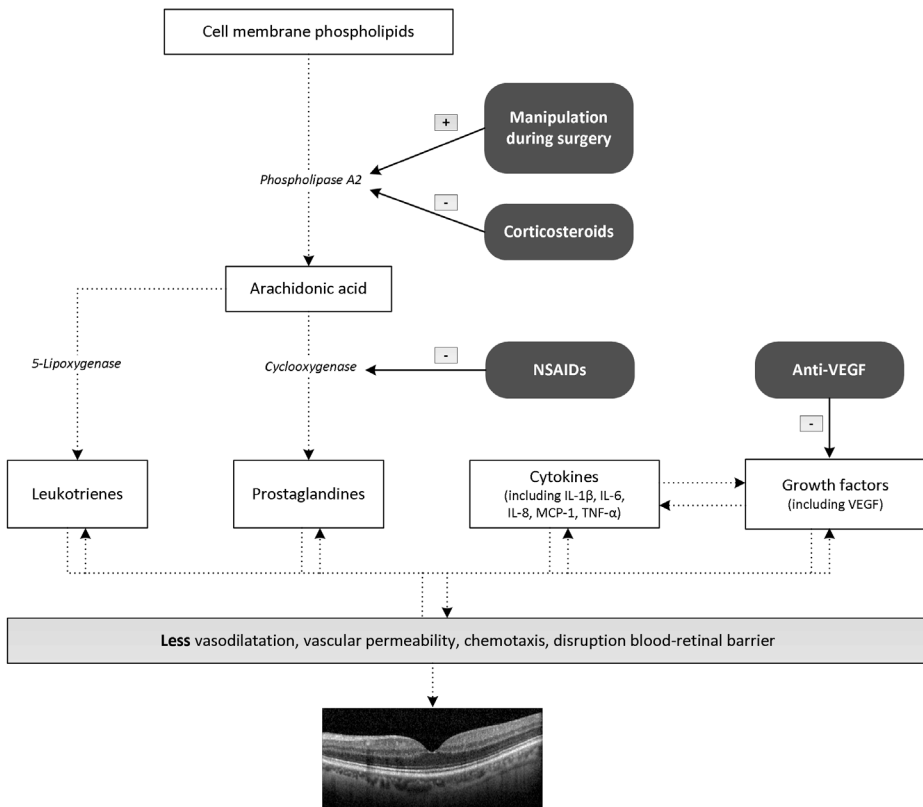 Cell membrane phospholipids
+
Manipulation
during surgery
Phospholipase A2
-
Corticosteroids
Arachidonic acid
5-Lipoxygenase
Cyclooxygenase
-
NSAIDs
Anti-VEGF
-
Leukotrienes
Prostaglandines
Cytokines
(including IL-1β, IL-6,
IL-8, MCP-1, TNF-α)
Growth factors
(including VEGF)
Less vasodilatation, vascular permeability, chemotaxis, disruption blood-retinal barrier